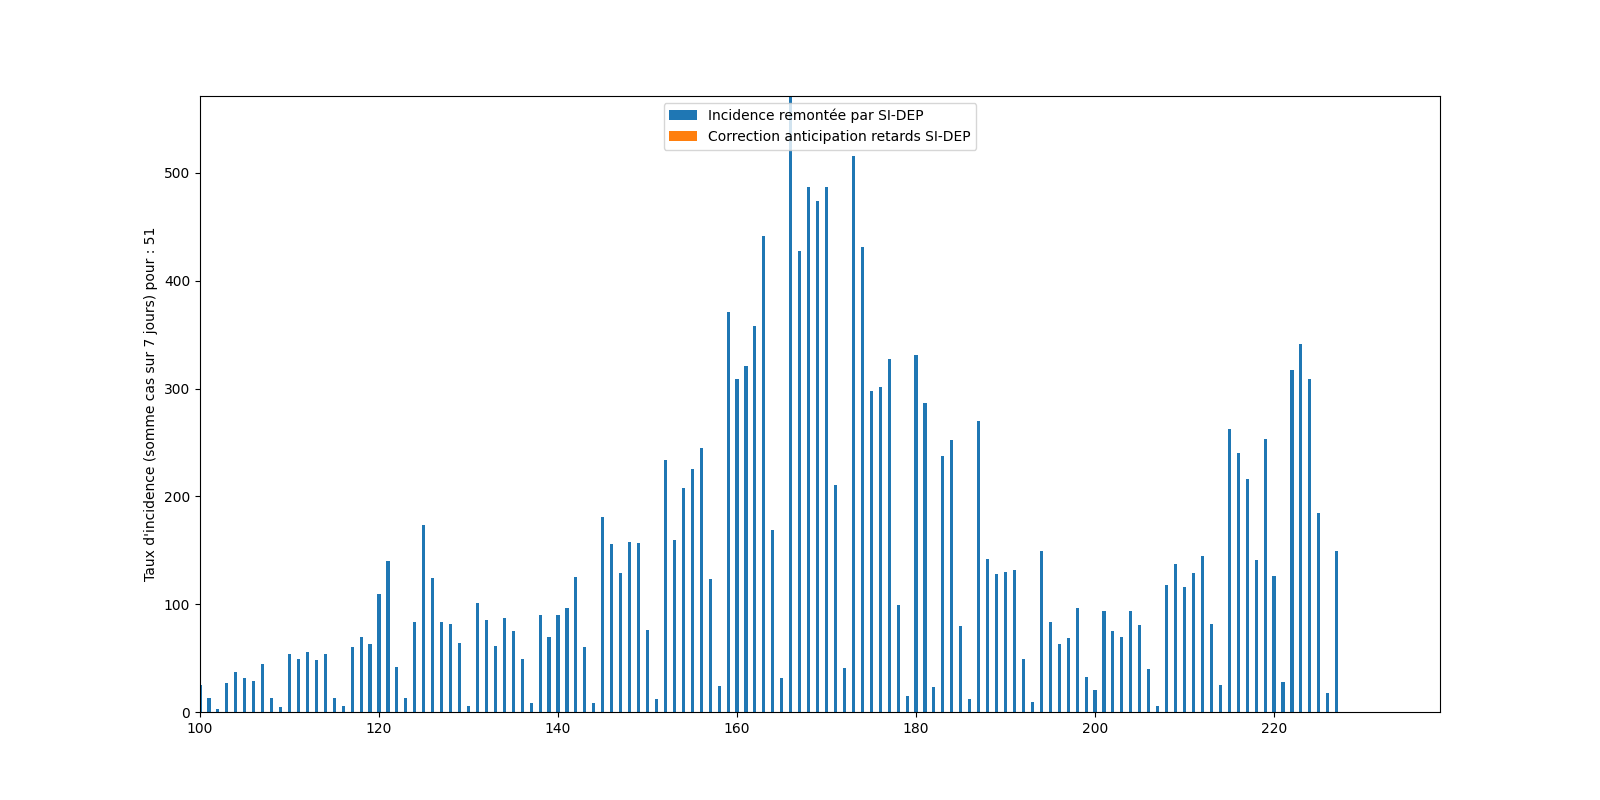 Incidence remontée par SI-DEP
Correction anticipation retards SI-DEP
Taux d'incidence (somme cas sur 7 jours) pour : 51
500
400
300
200
100
0
100 120 140 160 180 200 220